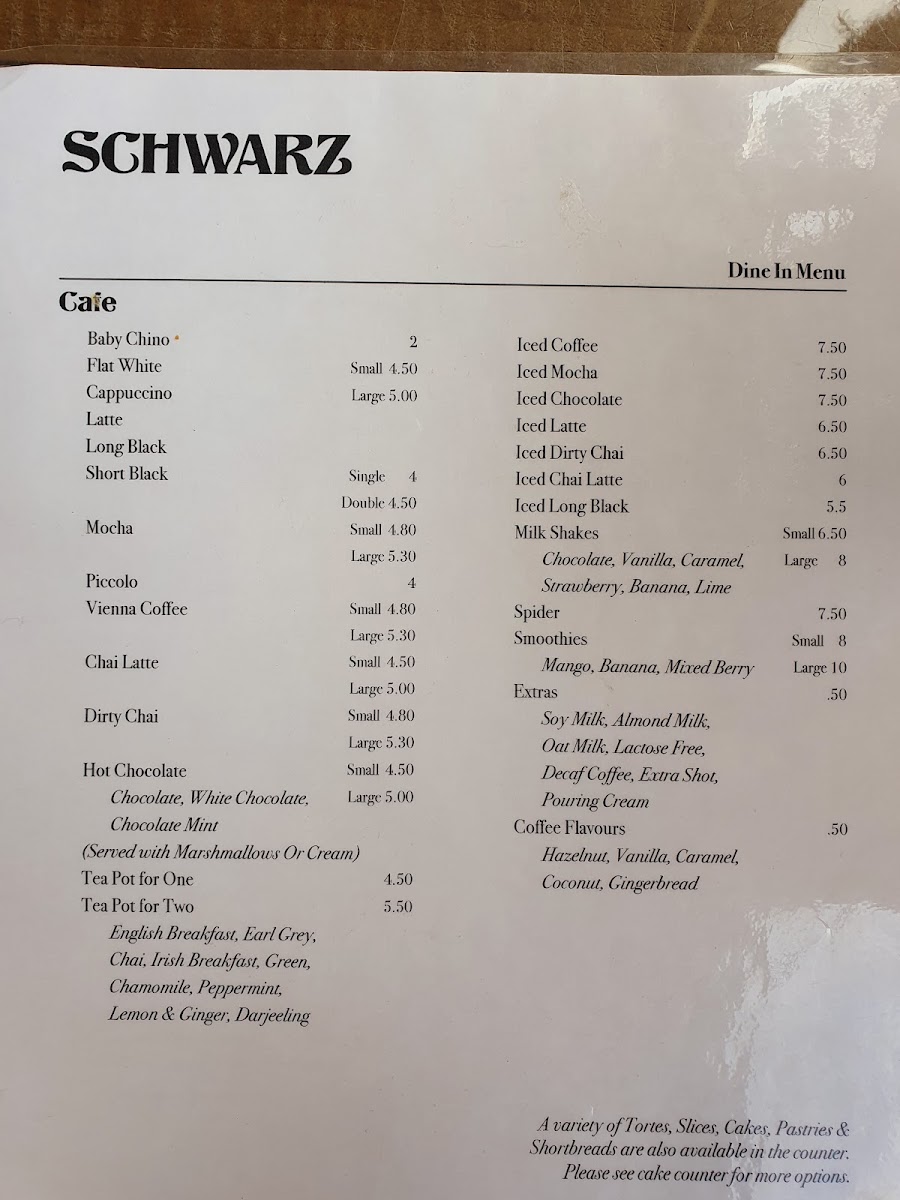 SCHWARZ
Dine In Menu
Cafe
Baby Chino 2
Flat White Small 4.50
Cappuccino Large 5.00
Latte
Long Black
Short Black Single 4
Double 4.50
Mocha Small 4.80
Large 5.30
Piccolo 4
Vienna Coffee Small 4.80
Large 5.30
Chai Latte Small 4.50
Large 5.00
Dirty Chai Small 4.80
Large 5.30
Hot Chocolate Small 4.50
Chocolate, White Chocolate, Large 5.00
Chocolate Mint
(Served with Marshmallows Or Cream)
Tea Pot for One 4.50
Tea Pot for Two 5.50
English Breakfast, Earl Grey,
Chai, Irish Breakfast, Green,
Chamomile, Peppermint,
Lemon & Ginger, Darjeeling
Iced Coffee 7.50
Iced Mocha 7.50
Iced Chocolate 7.50
Iced Latte 6.50
Iced Dirty Chai 6.50
Iced Chai Latte 6
Iced Long Black 5.5
Milk Shakes Small 6.50
Chocolate, Vanilla, Caramel, Large 8
Strawberry, Banana, Lime
Spider 7.50
Smoothies Small 8
Mango, Banana, Mixed Berry Large 10
Extras .50
Soy Milk, Almond Milk,
Oat Milk, Lactose Free,
Decaf Coffee, Extra Shot,
Pouring Cream
Coffee Flavours .50
Hazelnut, Vanilla, Caramel,
Coconut, Gingerbread
A variety of Tortes, Slices, Cakes, Pastries &
Shortbreads are also available in the counter.
Please see cake counter for more options.